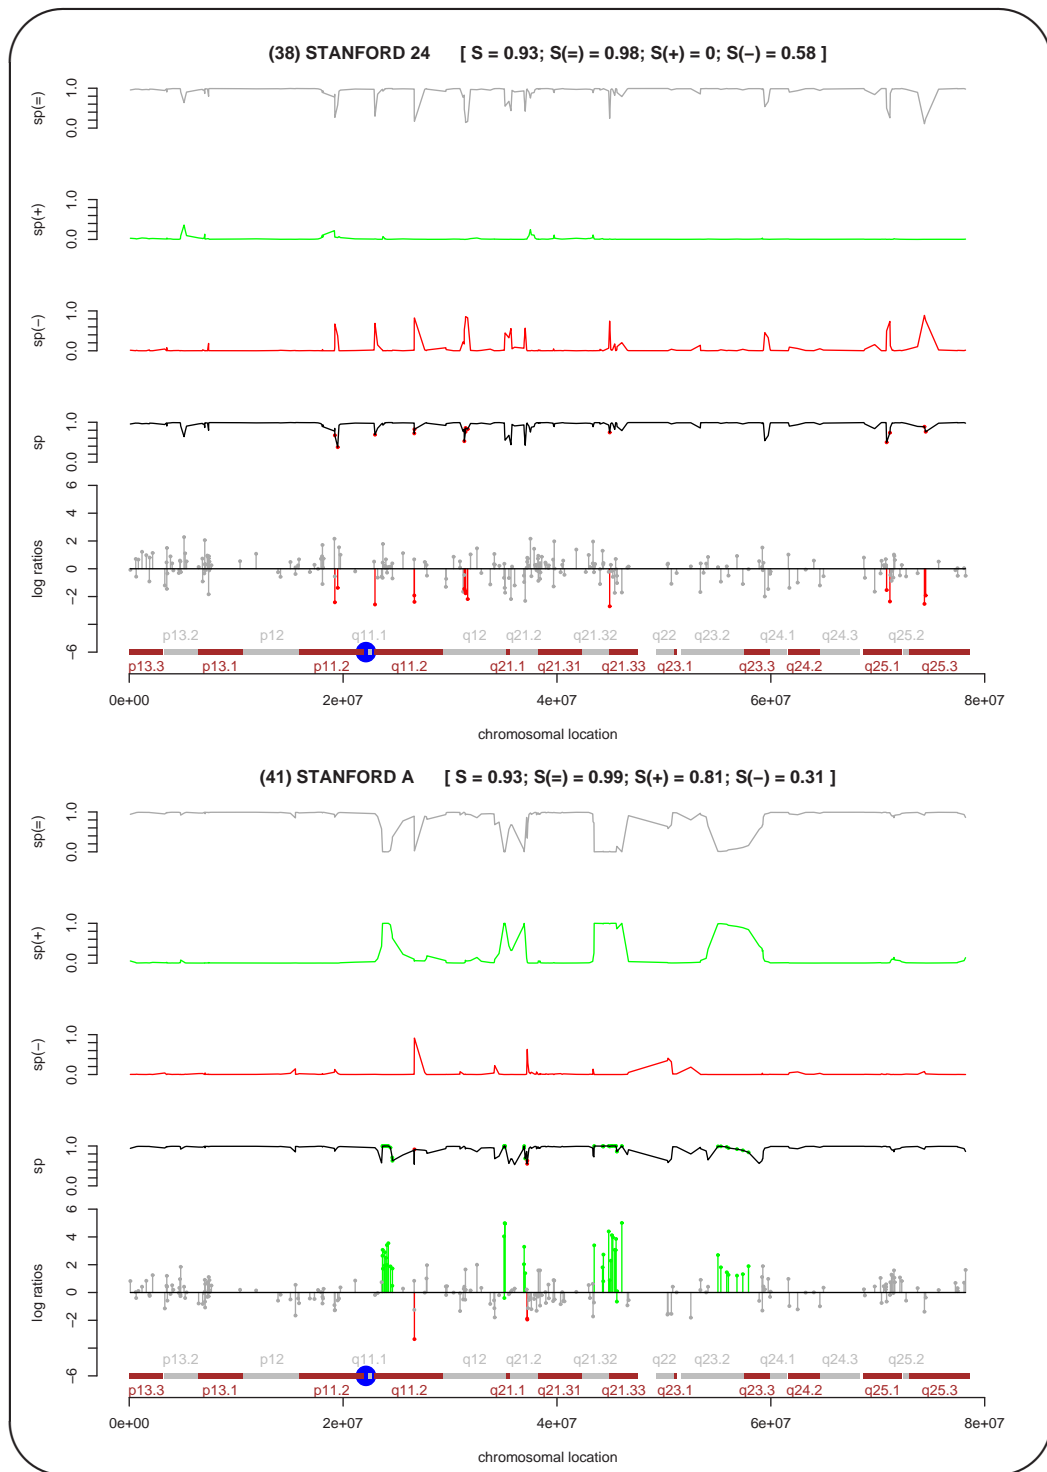 (38) STANFORD 24 [ S = 0.93; S(=) = 0.98; S(+) = 0; S(−) = 0.58 ]
sp(=)
0.0 1.0
sp(+)
0.0 1.0
sp(−)
0.0 1.0
sp
0.0 1.0
log ratios
6
4
2
0
−2
−6
p13.2 p12 q11.1 q12 q21.2 q21.32 q22 q23.2 q24.1 q24.3 q25.2
p13.3 p13.1 p11.2 q11.2 q21.1 q21.31 q21.33 q23.1 q23.3 q24.2 q25.1 q25.3
0e+00 2e+07 4e+07 6e+07 8e+07
chromosomal location
(41) STANFORD A [ S = 0.93; S(=) = 0.99; S(+) = 0.81; S(−) = 0.31 ]
sp(=)
0.0 1.0
sp(+)
0.0 1.0
sp(−)
0.0 1.0
sp
0.0 1.0
log ratios
6
4
2
0
−2
−6
p13.2 p12 q11.1 q12 q21.2 q21.32 q22 q23.2 q24.1 q24.3 q25.2
p13.3 p13.1 p11.2 q11.2 q21.1 q21.31 q21.33 q23.1 q23.3 q24.2 q25.1 q25.3
0e+00 2e+07 4e+07 6e+07 8e+07
chromosomal location